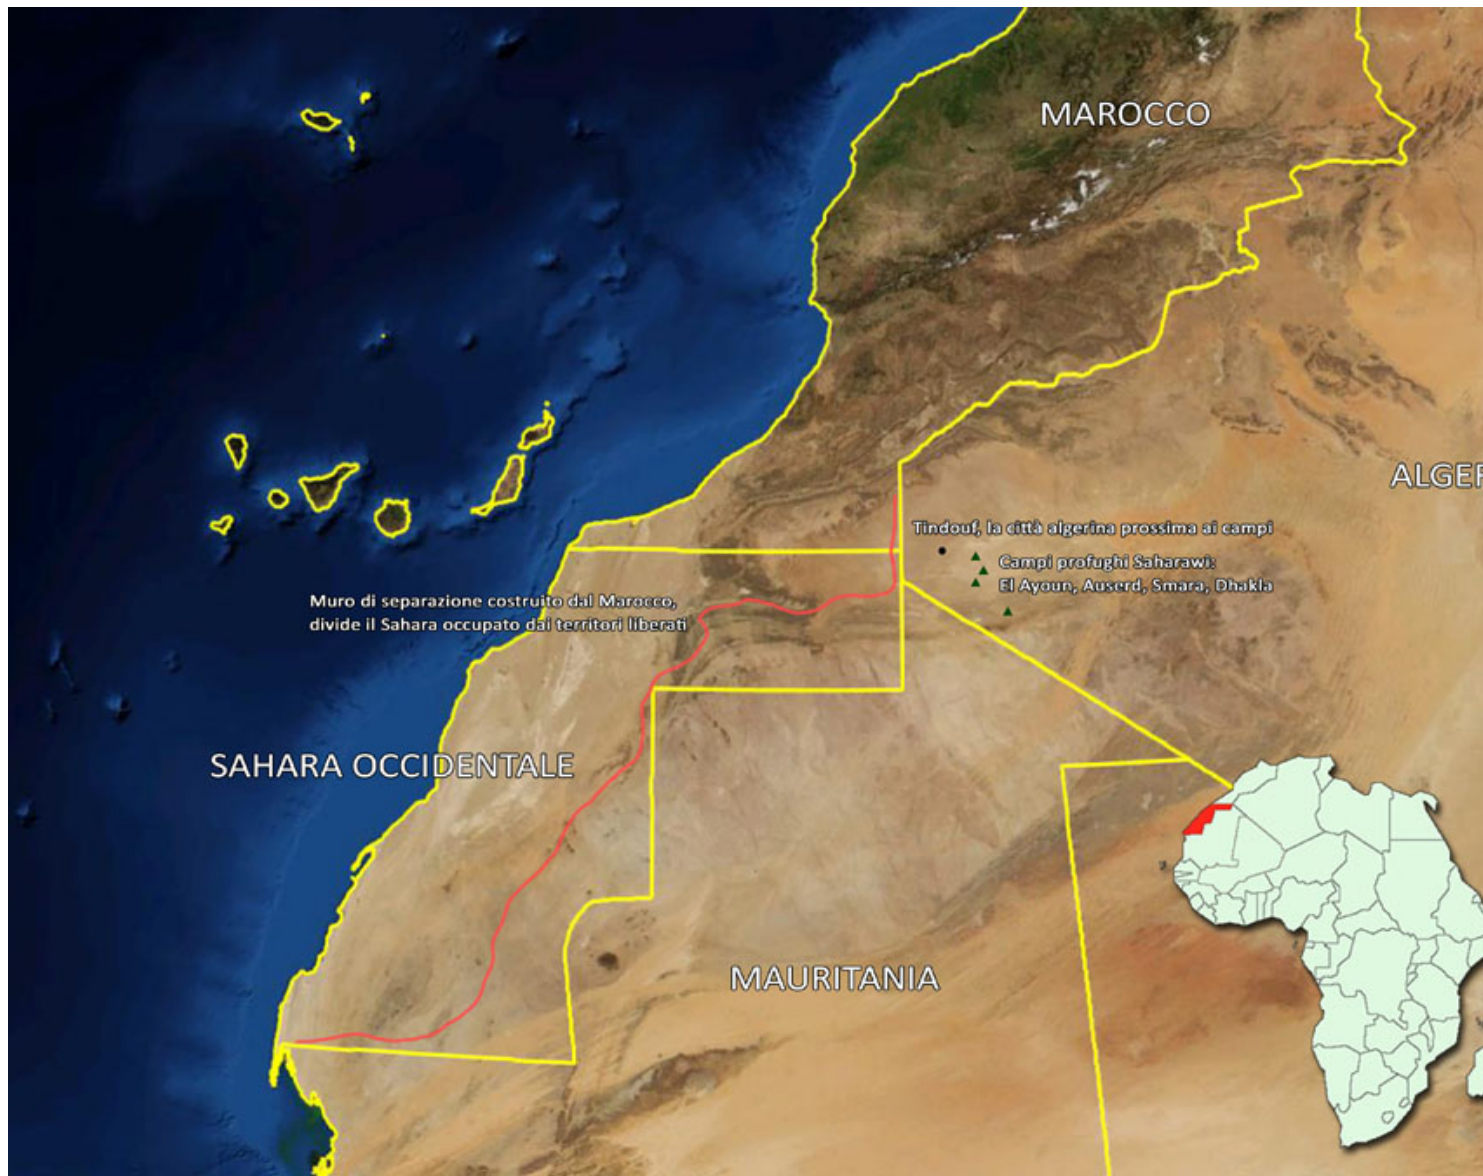 MAROCCO
ALGER
Tindouf, la città algerina prossima ai campi
Campi profughi Saharawi:
El Ayoun, Auserd, Smara, Dhakla
Muro di separazione costruito dal Marocco,
divide il Sahara occupato dai territori liberati
SAHARA OCCIDENTALE
MAURITANIA